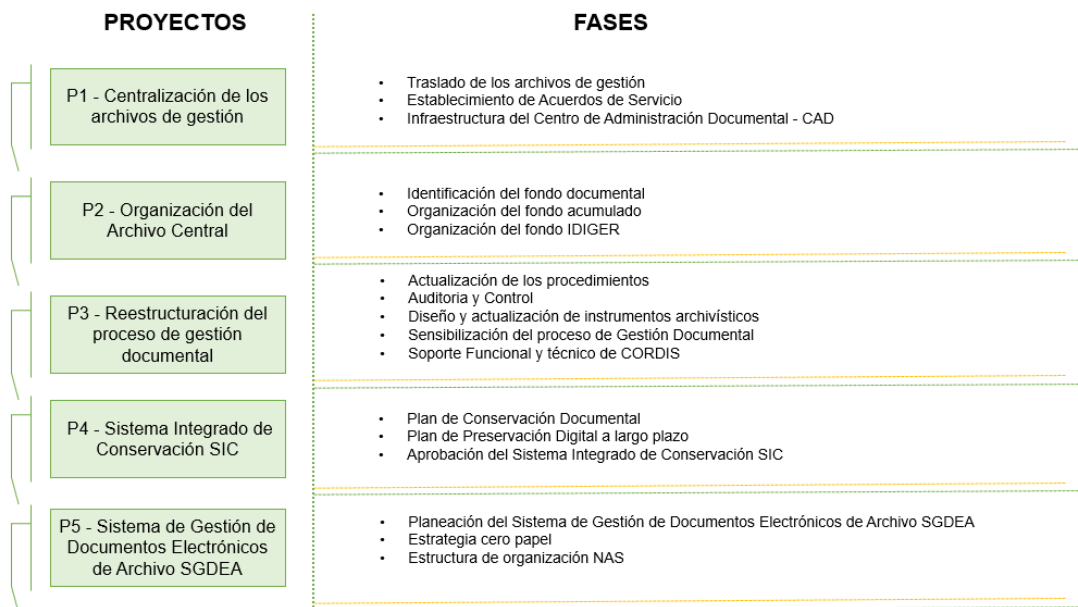 PROYECTOS
FASES
P1 - Centralización de los
archivos de gestión
• Traslado de los archivos de gestión
• Establecimiento de Acuerdos de Servicio
• Infraestructura del Centro de Administración Documental - CAD
P2 - Organización del
Archivo Central
• Identificación del fondo documental
• Organización del fondo acumulado
• Organización del fondo IDIGER
P3 - Reestructuración del
proceso de gestión
documental
• Actualización de los procedimientos
• Auditoria y Control
• Diseño y actualización de instrumentos archivísticos
• Sensibilización del proceso de Gestión Documental
• Soporte Funcional y técnico de CORDIS
P4 - Sistema Integrado de
Conservación SIC
• Plan de Conservación Documental
• Plan de Preservación Digital a largo plazo
• Aprobación del Sistema Integrado de Conservación SIC
P5 - Sistema de Gestión de
Documentos Electrónicos
de Archivo SGDEA
• Planeación del Sistema de Gestión de Documentos Electrónicos de Archivo SGDEA
• Estrategia cero papel
• Estructura de organización NAS